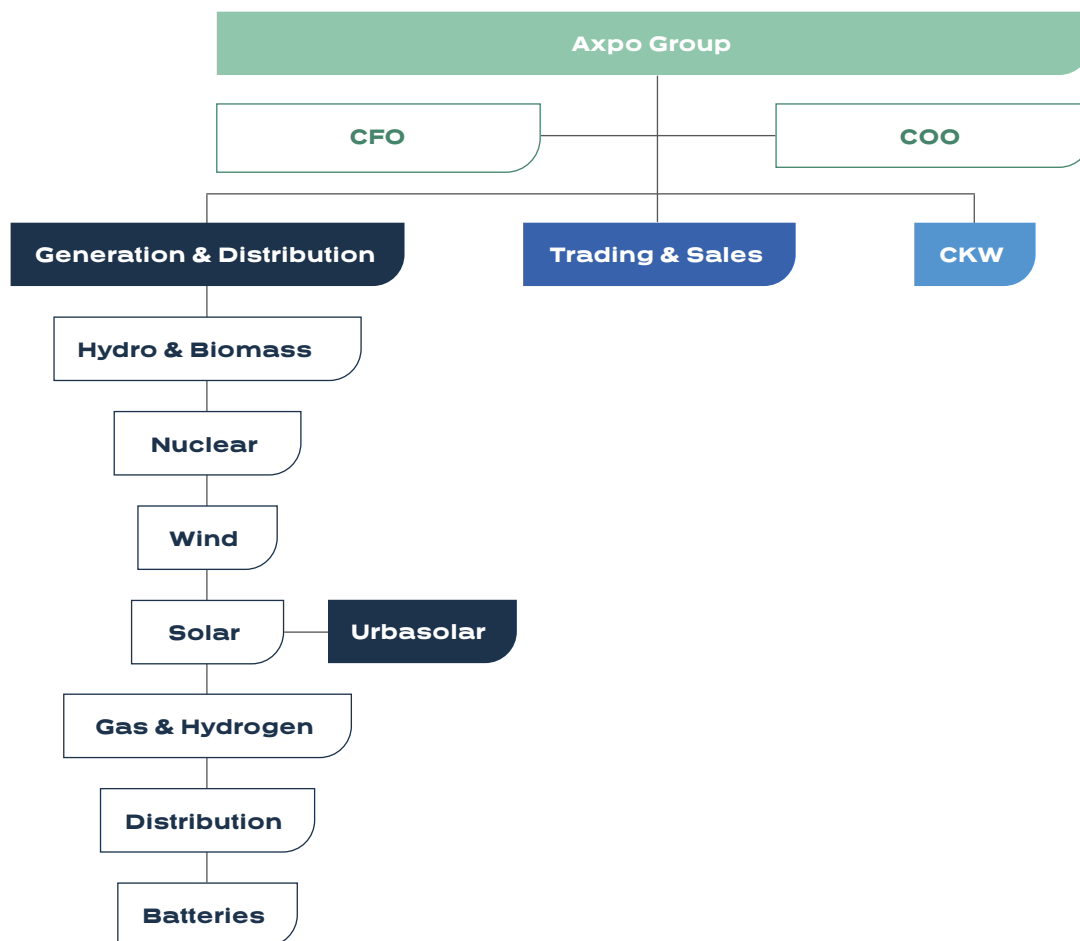 Axpo Group
CFO
COO
Generation & Distribution
Trading & Sales
CKW
Hydro & Biomass
Nuclear
Wind
Solar
Urbasolar
Gas & Hydrogen
Distribution
Batteries